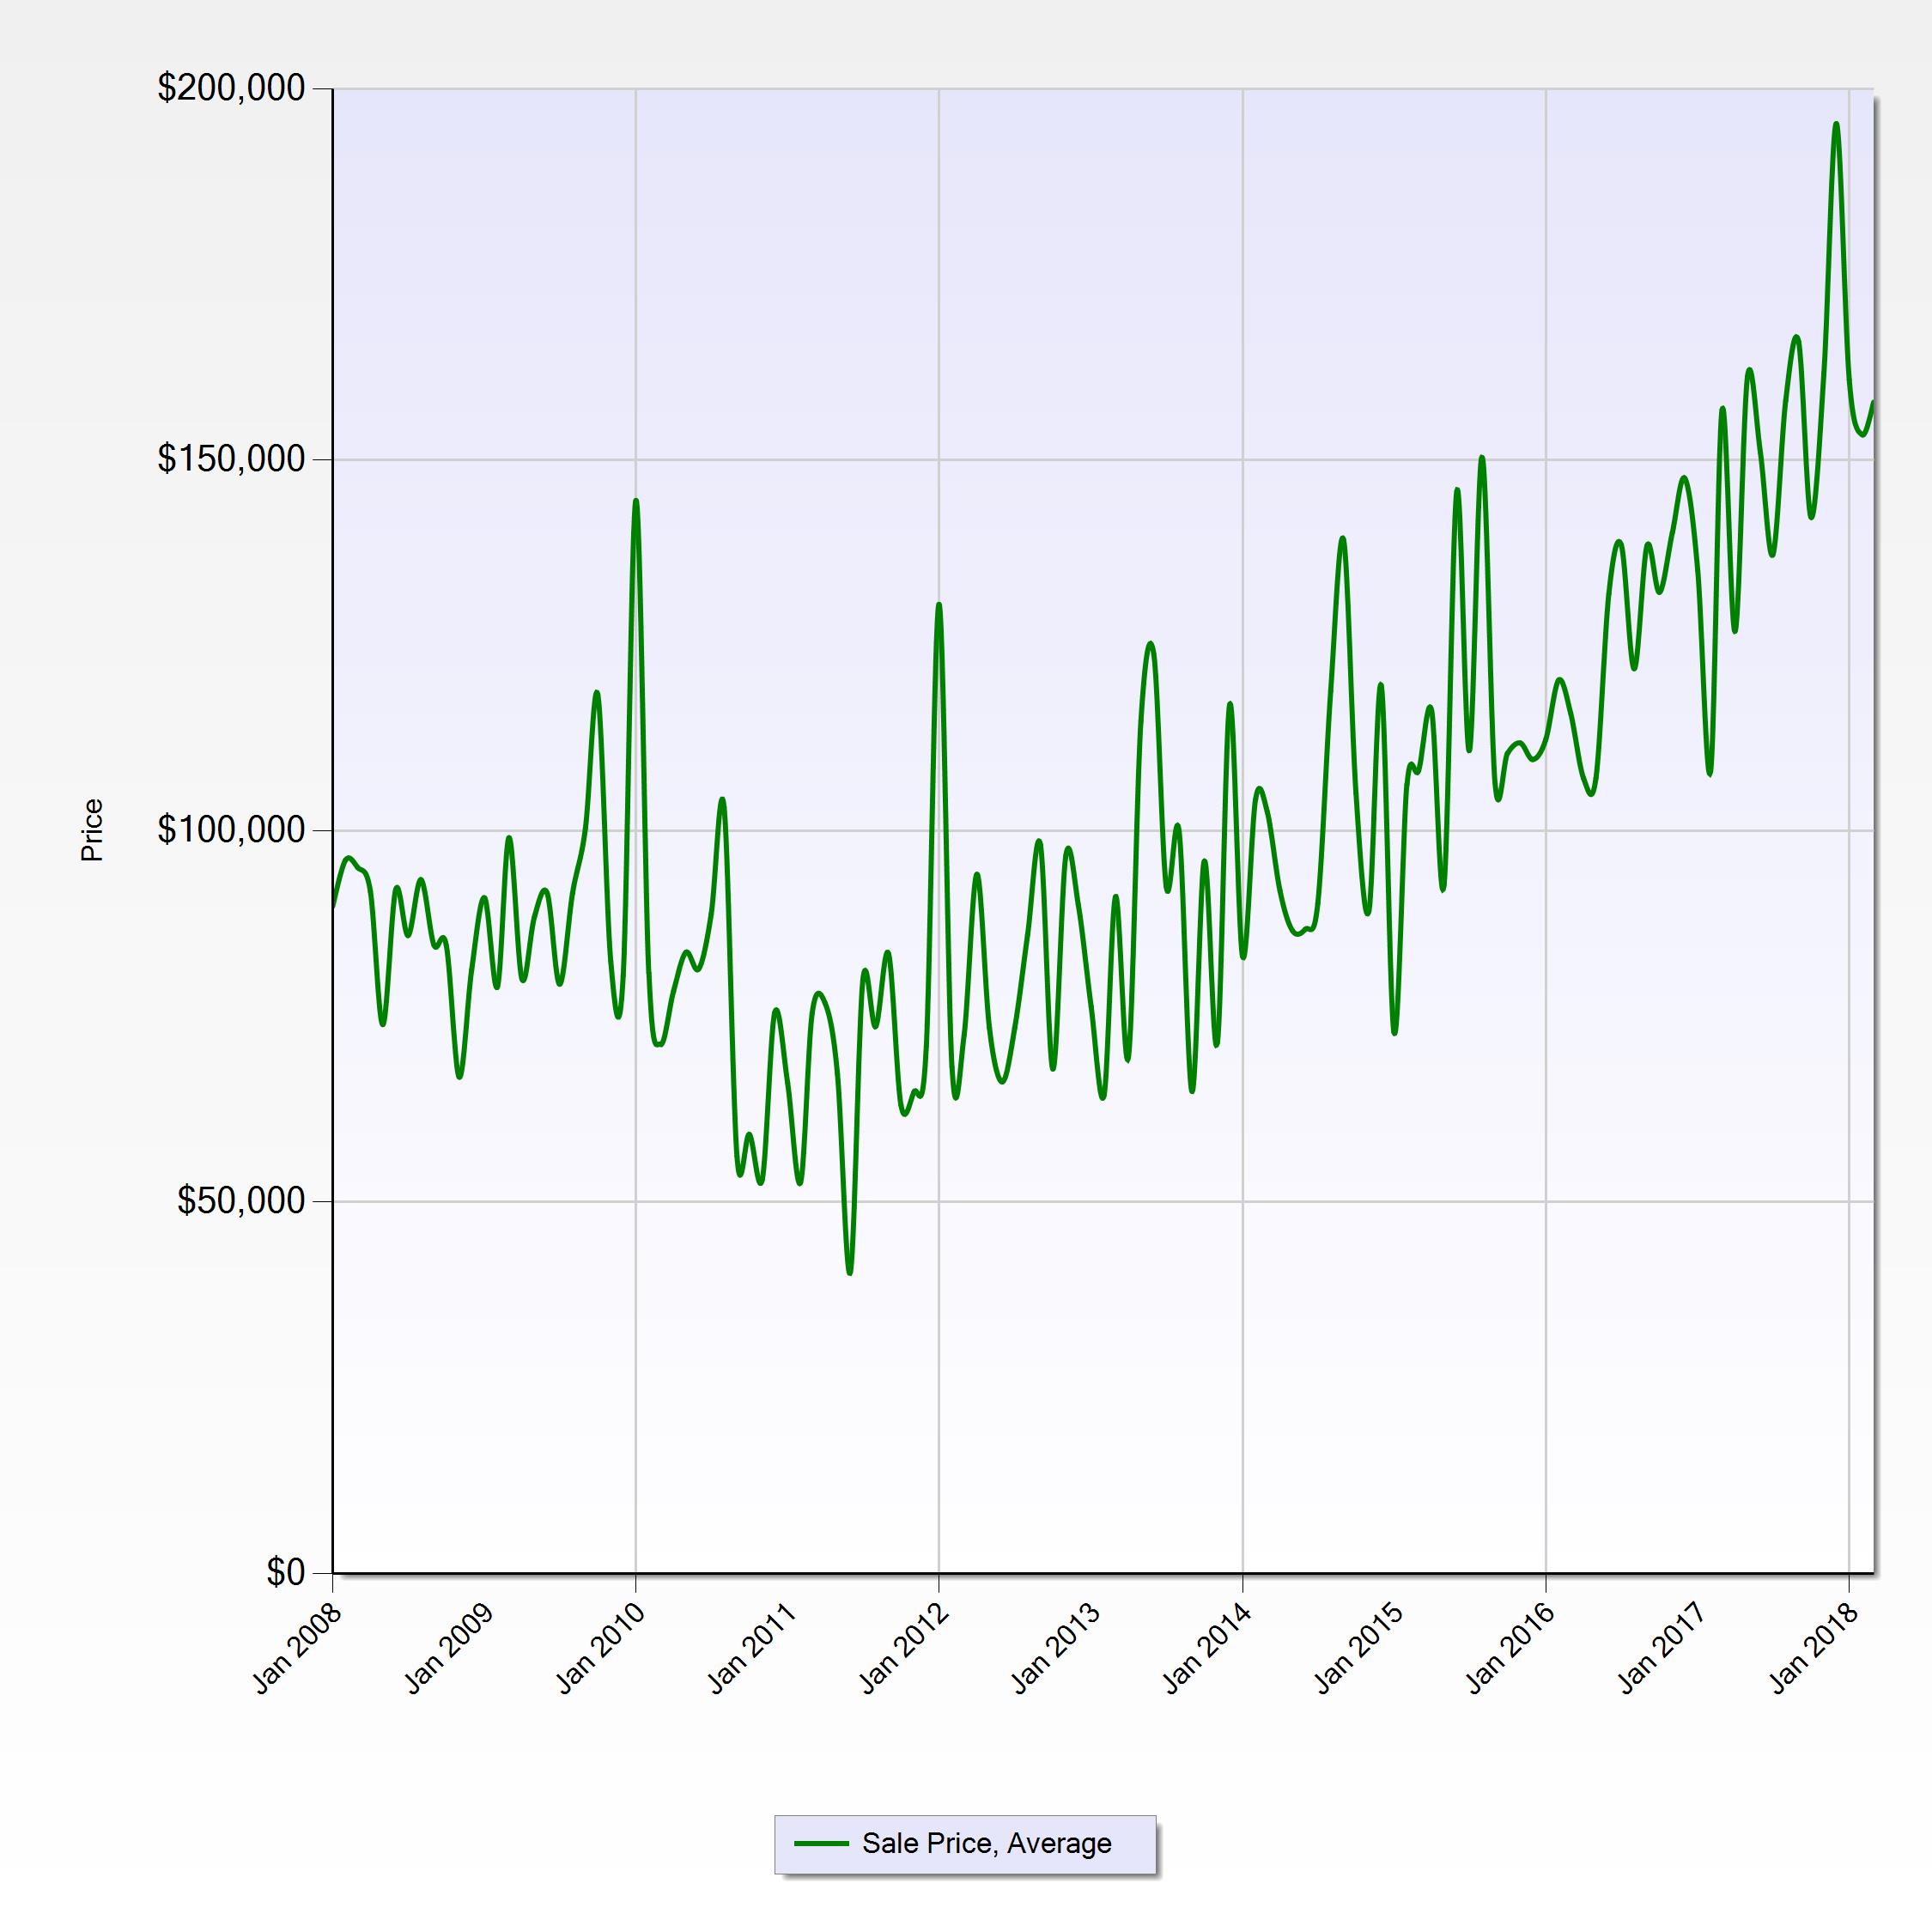 $200,000
$150,000
$100,000
$50,000
$0
Price
Jan 2008
Jan 2009
Jan 2010
Jan 2011
Jan 2012
Jan 2013
Jan 2014
Jan 2015
Jan 2016
Jan 2017
Jan 2018
Sale Price, Average